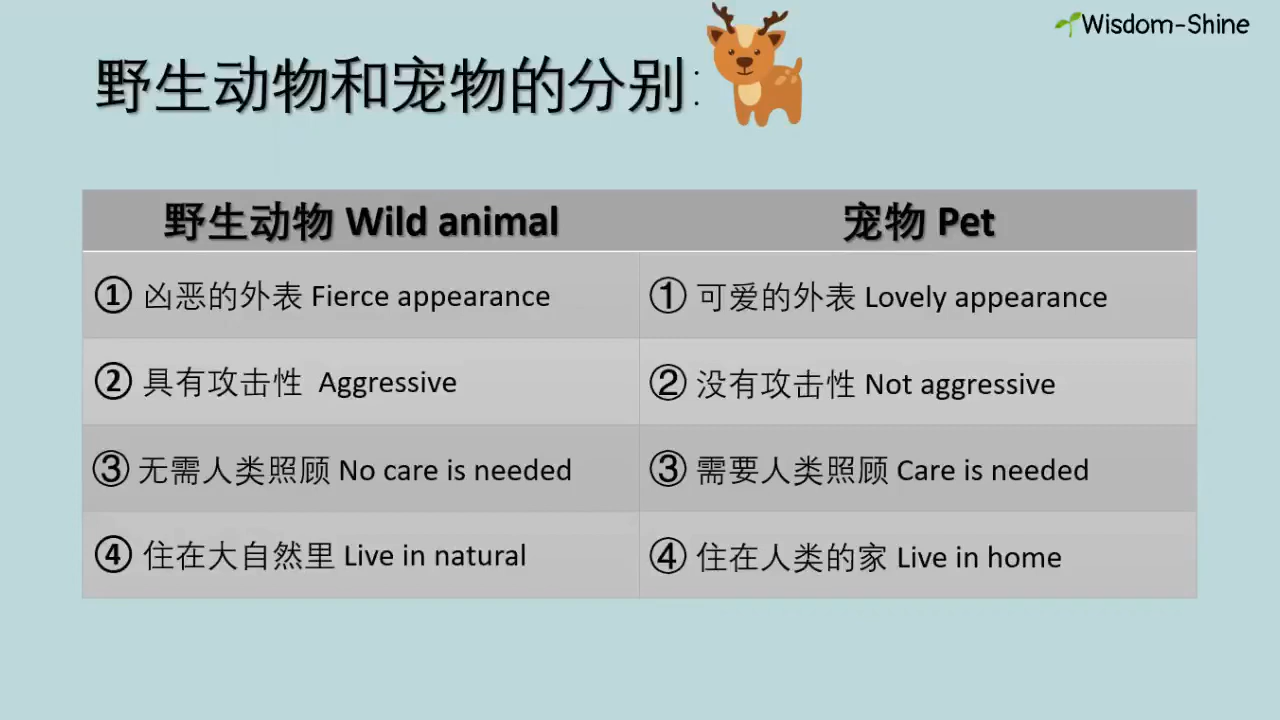 Wisdom-Shine
野生动物和宠物的分别:
野生动物 Wild animal
宠物 Pet
① 凶恶的外表 Fierce appearance
① 可爱的外表 Lovely appearance
② 具有攻击性 Aggressive
② 没有攻击性 Not aggressive
③ 无需人类照顾 No care is needed
③ 需要人类照顾 Care is needed
④ 住在大自然里 Live in natural
④ 住在人类的家 Live in home